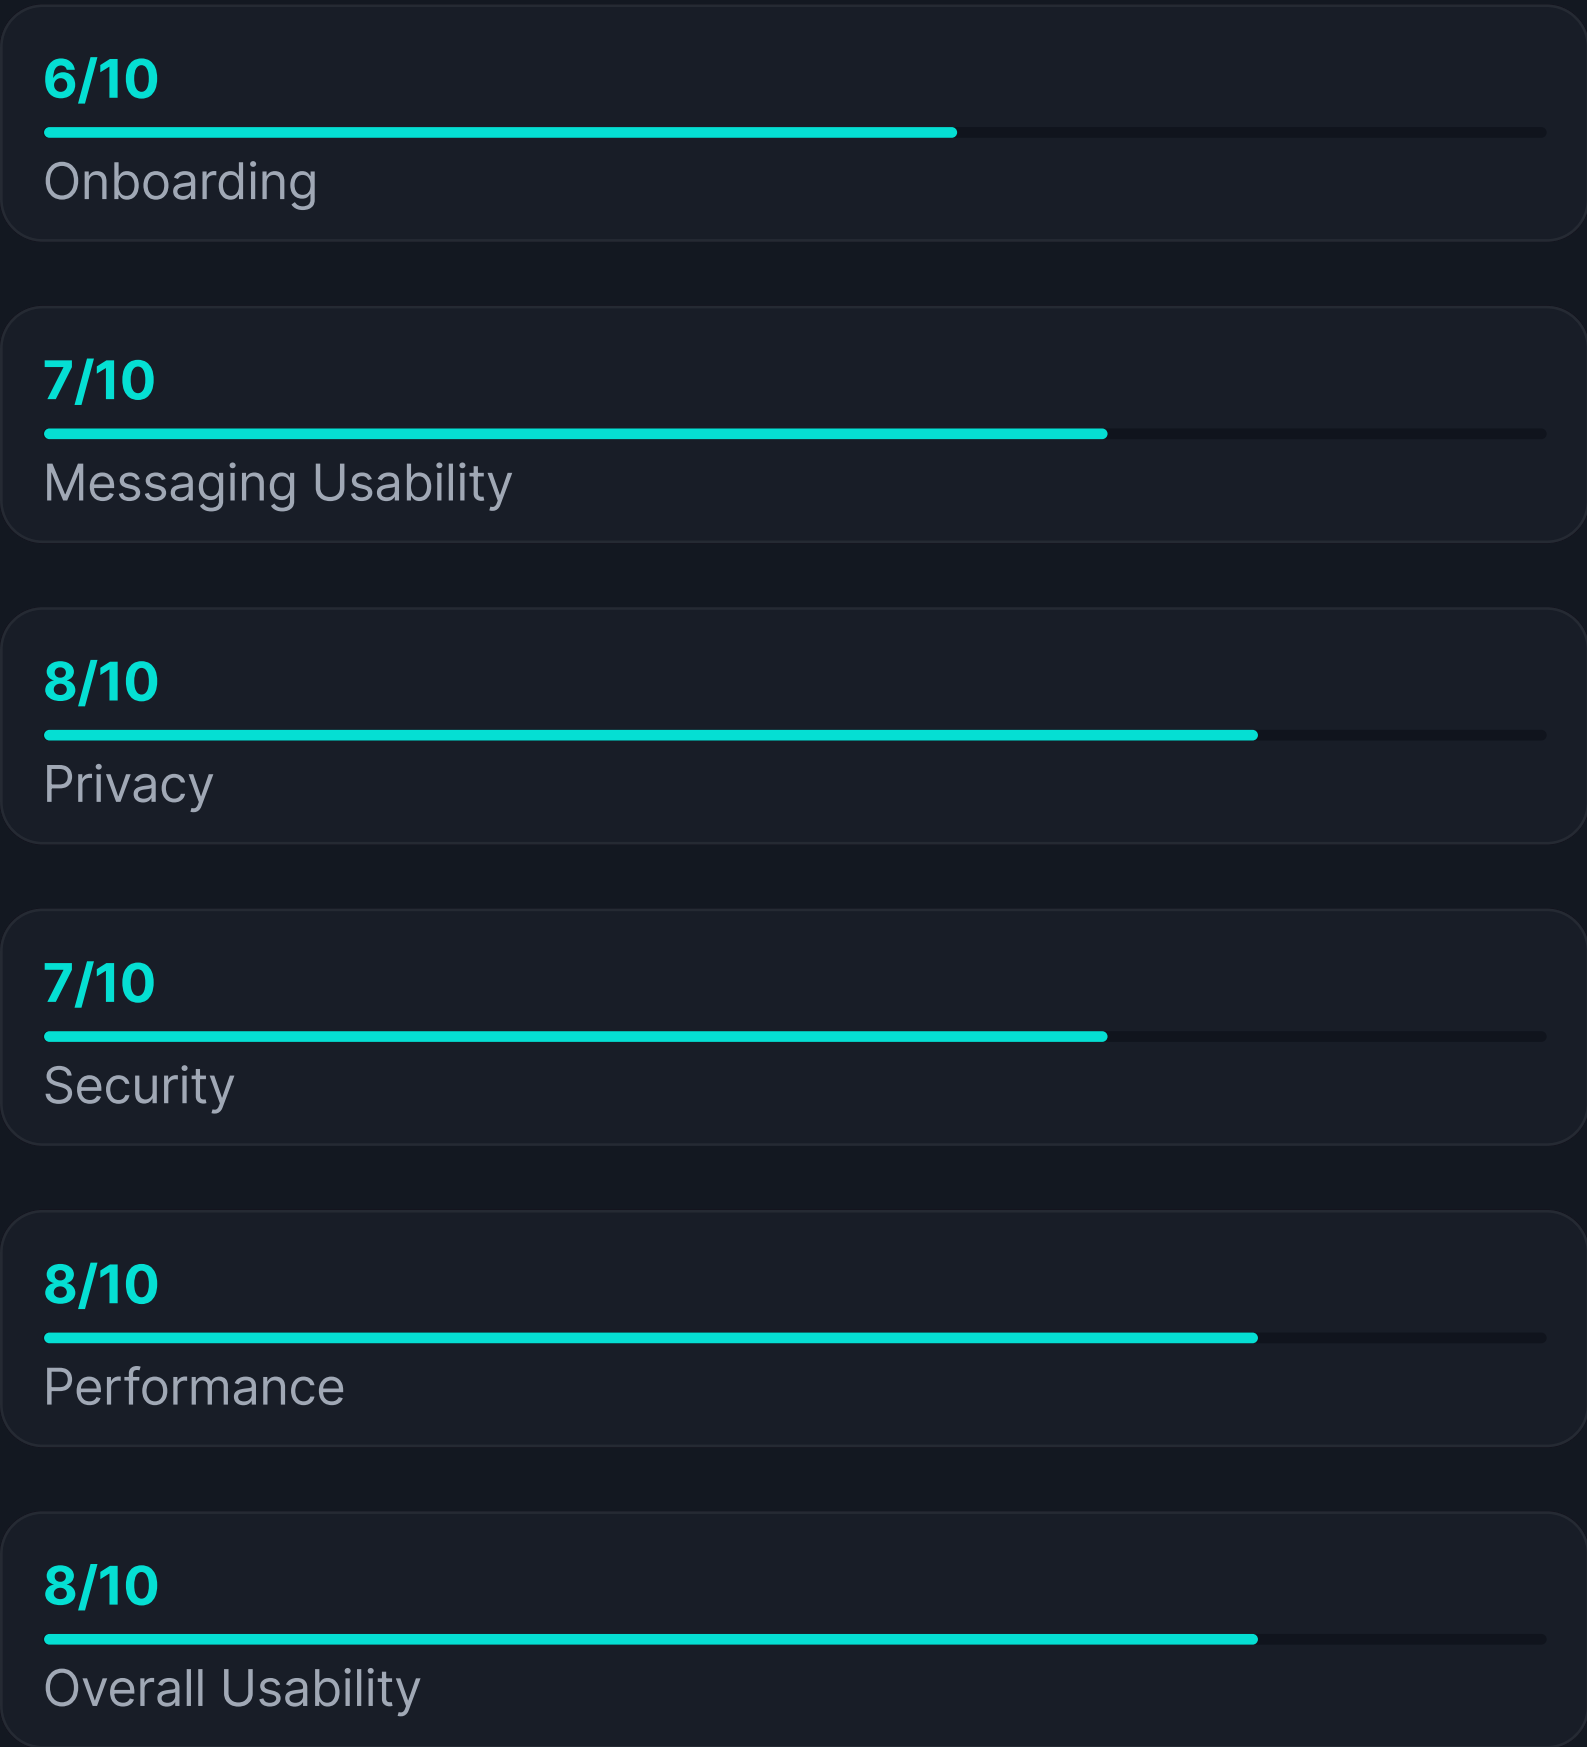 6/10
Onboarding
7/10
Messaging Usability
8/10
Privacy
7/10
Security
8/10
Performance
8/10
Overall Usability